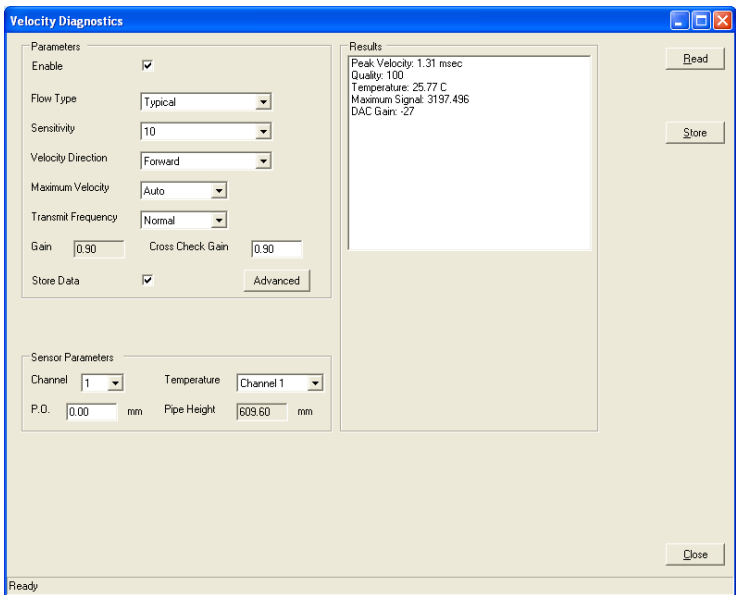 Velocity Diagnostics
Parameters
Enable
Flow Type Typical
Sensitivity 10
Velocity Direction Forward
Maximum Velocity Auto
Transmit Frequency Normal
Gain 0.90 Cross Check Gain 0.90
Store Data Advanced
Sensor Parameters
Channel 1 Temperature Channel 1
P.O. 0.00 mm Pipe Height 609.60 mm
Results
Peak Velocity: 1.31 msec
Quality: 100
Temperature: 25.77 C
Maximum Signal: 3197.496
DAC Gain: -27
Read
Store
Close
Ready